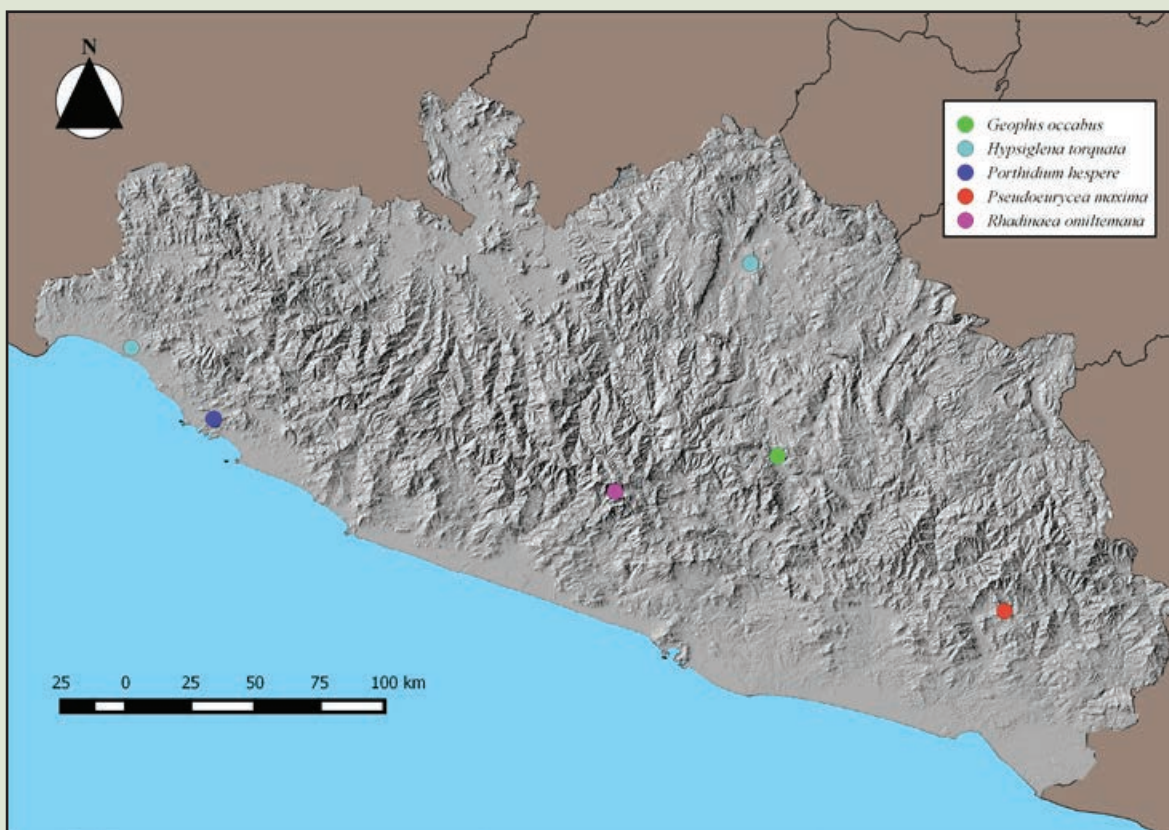 N
Geophis occabus
Hypsiglena torquata
Porthidium hespere
Pseudoeurycea maxima
Rhadinaea omiltemana
25 0 25 50 75 100 km